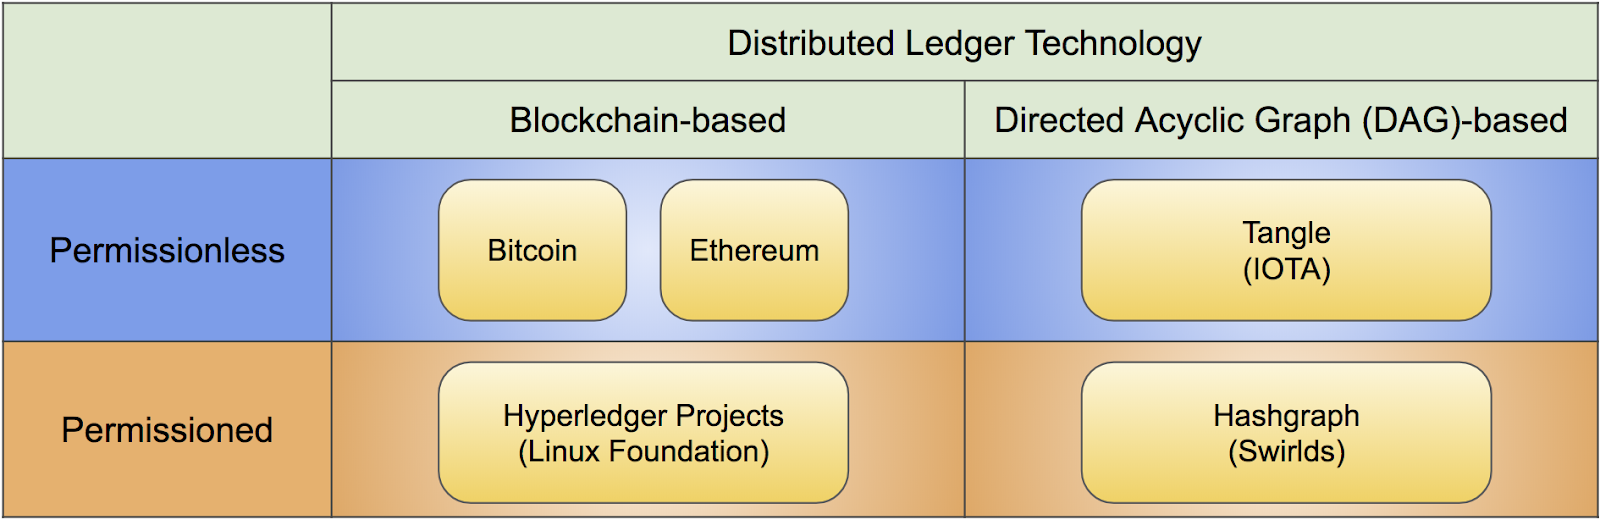 Distributed Ledger Technology
Blockchain-based
Directed Acyclic Graph (DAG)-based
Permissionless
Bitcoin
Ethereum
Tangle
(IOTA)
Permissioned
Hyperledger Projects
(Linux Foundation)
Hashgraph
(Swirlds)